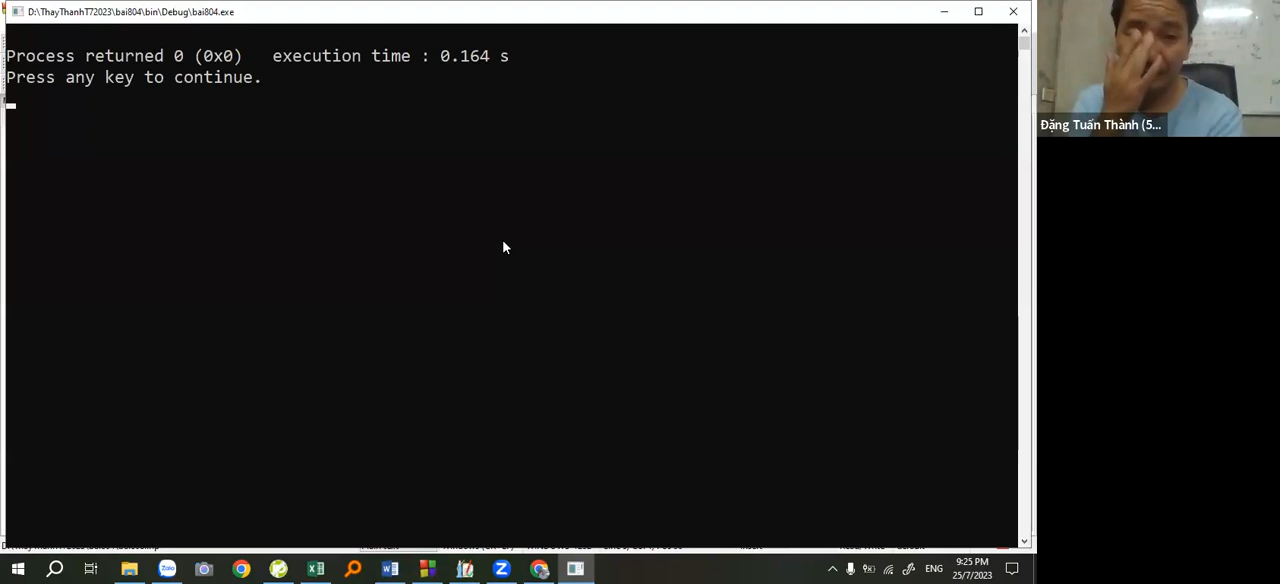 D:\ThayThanhT72023\bai804\bin\Debug\bai804.exe
Process returned 0 (0x0)   execution time : 0.164 s
Press any key to continue.
Đặng Tuấn Thành (5...
Zalo
ENG
9:25 PM
25/7/2023